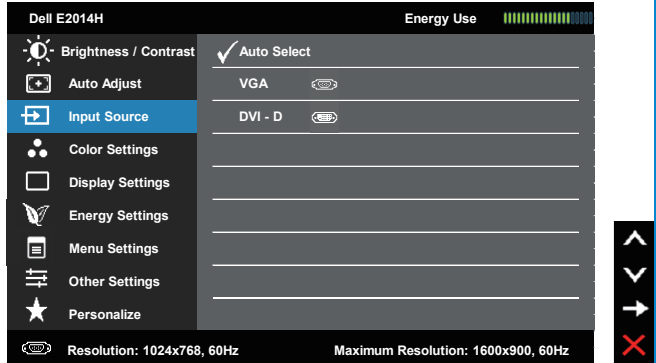 Dell E2014H Energy Use
Brightness / Contrast Auto Select
Auto Adjust VGA
Input Source DVI - D
Color Settings
Display Settings
Energy Settings
Menu Settings
Other Settings
Personalize
Resolution: 1024x768, 60Hz Maximum Resolution: 1600x900, 60Hz